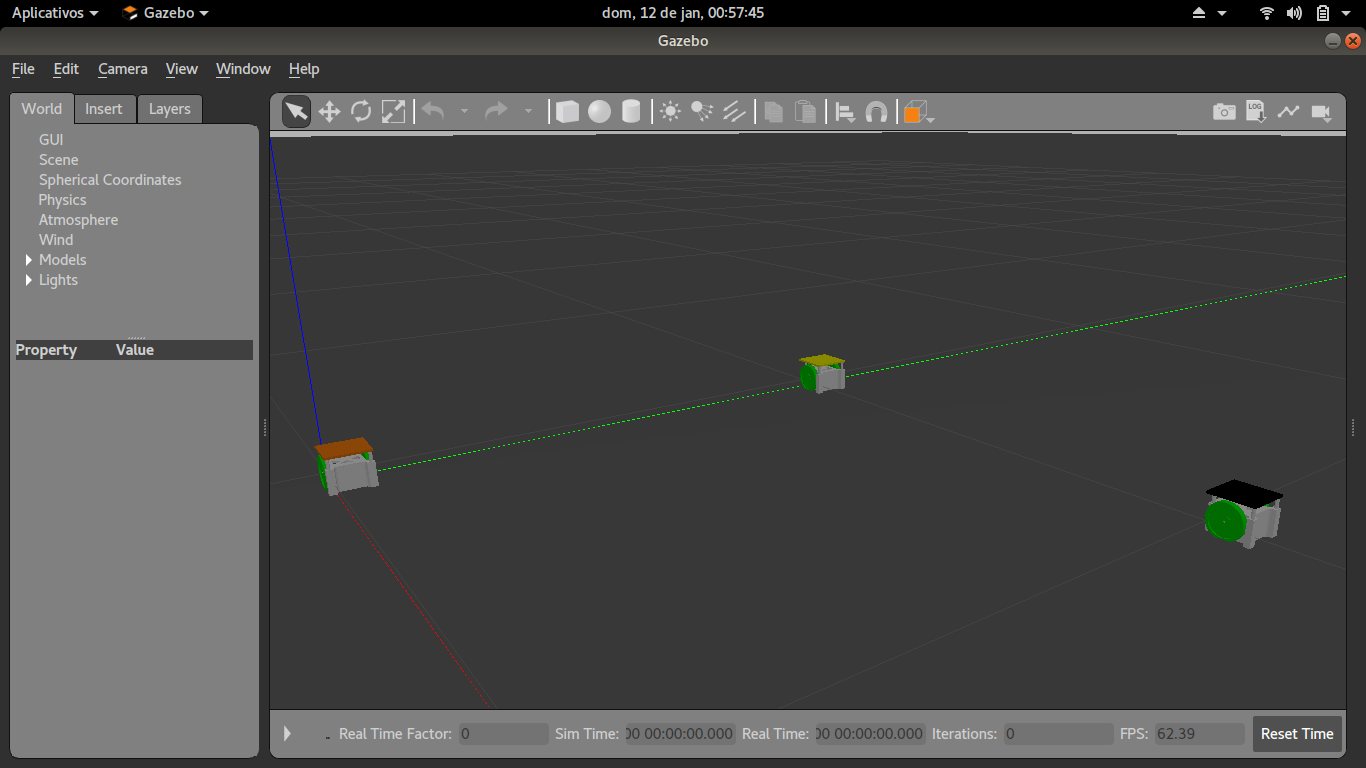 Aplicativos Gazebo dom, 12 de jan, 00:57:45
Gazebo
File Edit Camera View Window Help
World Insert Layers
LOG
GUI
Scene
Spherical Coordinates
Physics
Atmosphere
Wind
Models
Lights
Property Value
Real Time Factor: 0 Sim Time: 00 00:00:00.000 Real Time: 00 00:00:00.000 Iterations: 0 FPS: 62.39 Reset Time